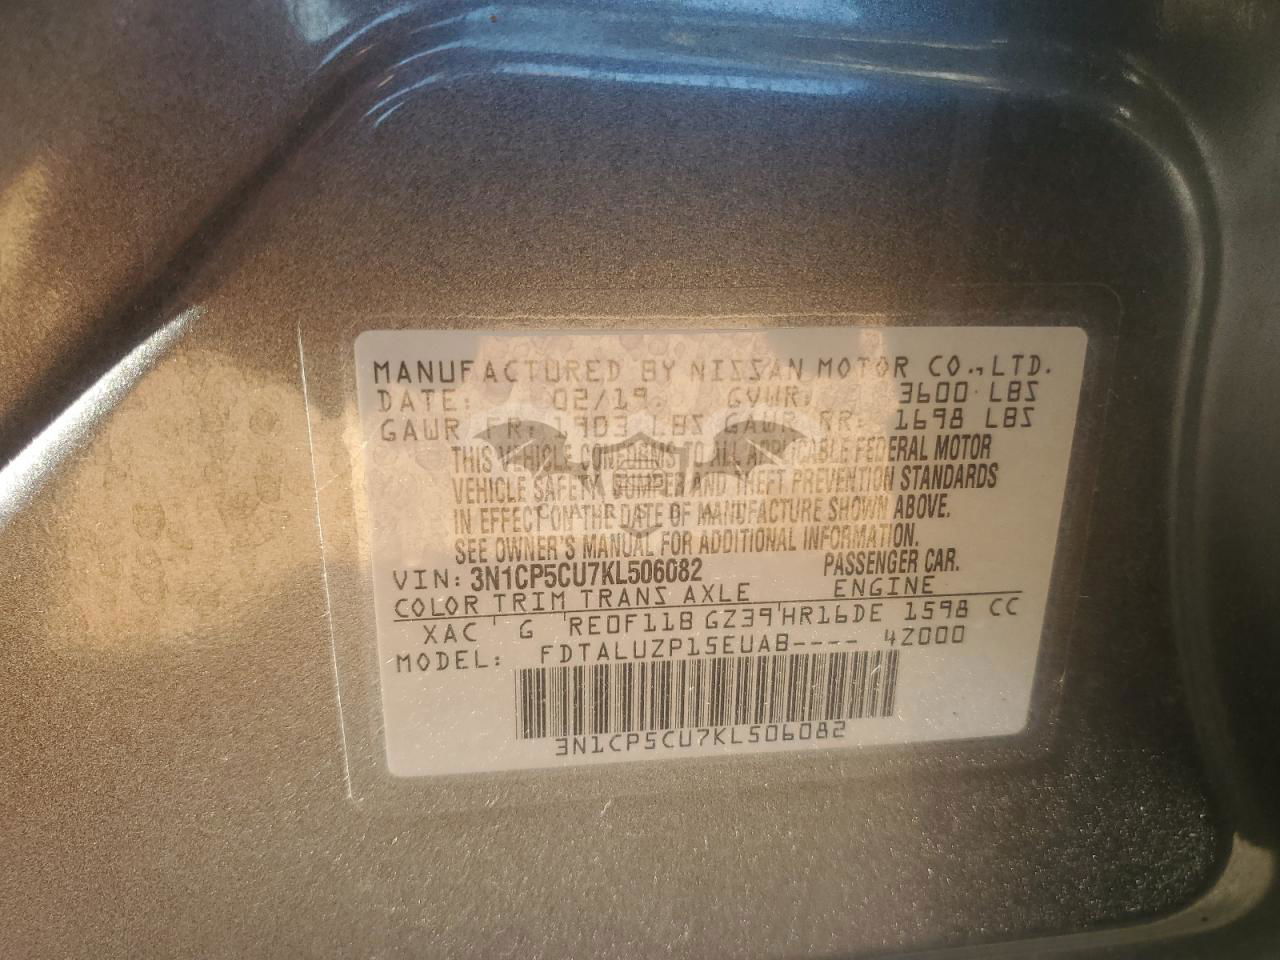 MANUFACTURED BY NISSAN MOTOR CO.,LTD.
DATE: 02/19. GVWR: 3600 LBS
GAWR FR: 1903 LBS GAWR RR: 1698 LBS
THIS VEHICLE CONFORMS TO ALL APPLICABLE FEDERAL MOTOR
VEHICLE SAFETY, BUMPER AND THEFT PREVENTION STANDARDS
IN EFFECT ON THE DATE OF MANUFACTURE SHOWN ABOVE.
SEE OWNER'S MANUAL FOR ADDITIONAL INFORMATION.
VIN: 3N1CP5CU7KL506082 PASSENGER CAR.
COLOR TRIM TRANS AXLE ENGINE
XAC G RE0F11B GZ39 HR16DE 1598 CC
MODEL: FDTALUZP15EUAB---- 4Z000
3N1CP5CU7KL506082